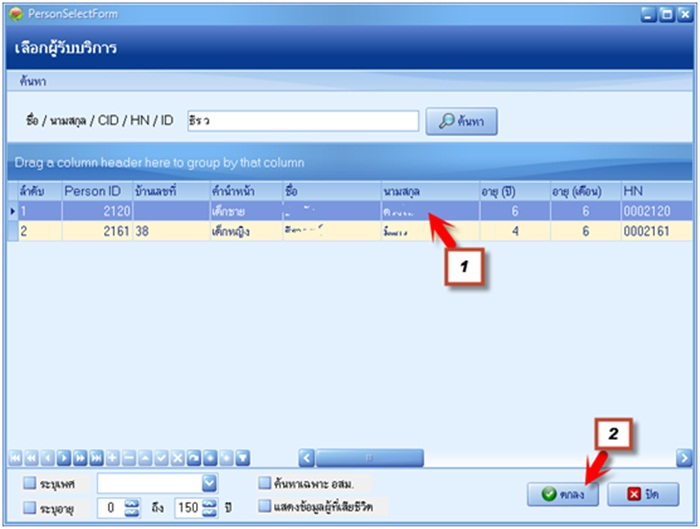 PersonSelectForm
เลือกผู้รับบริการ
ค้นหา
ชื่อ / นามสกุล / CID / HN / ID ธิร ว ค้นหา
Drag a column header here to group by that column
ลำดับ Person ID บ้านเลขที่ คำนำหน้า ชื่อ นามสกุล อายุ (ปี) อายุ (เดือน) HN
1 2120 เด็กชาย 6 6 0002120
2 2161 38 เด็กหญิง 4 6 0002161
1
2
ระบุเพศ ค้นหาเฉพาะ อสม.
ระบุอายุ 0 ถึง 150 ปี แสดงข้อมูลผู้ที่เสียชีวิต
ตกลง ปิด